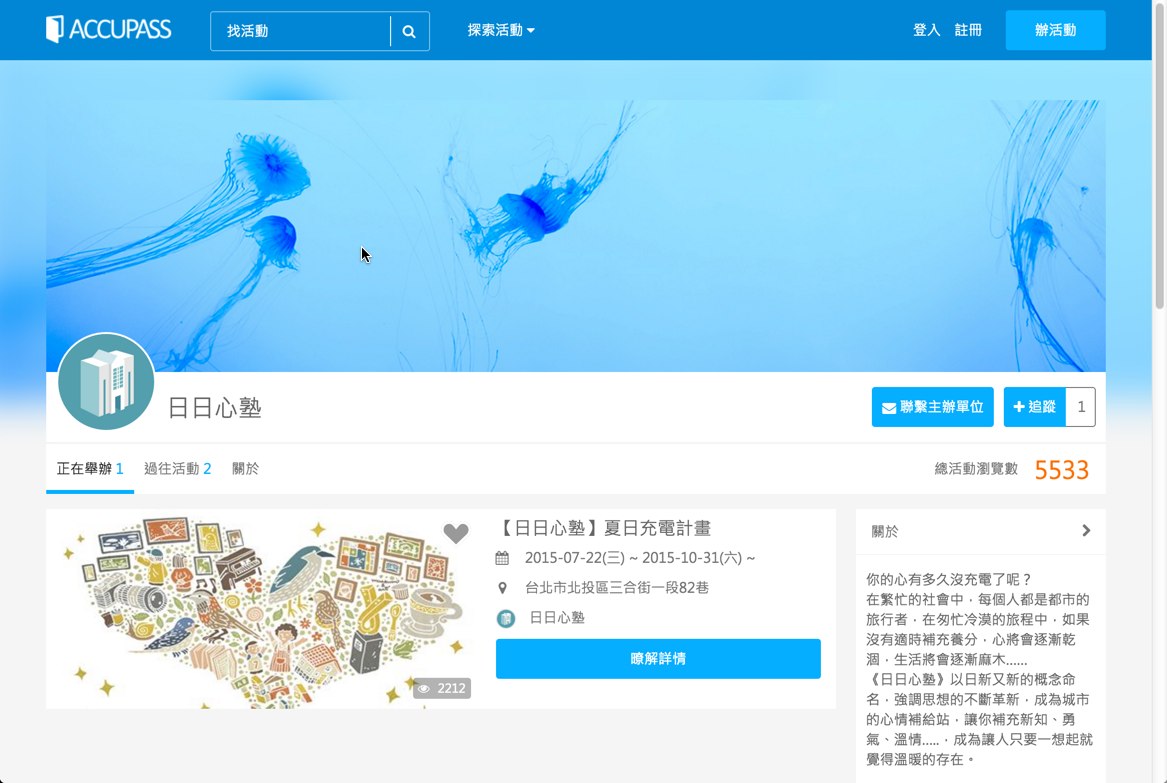 ACCUPASS
找活動
探索活動
登入 註冊
辦活動
日日心塾
聯繫主辦單位
+追蹤 1
正在舉辦 1 過往活動 2 關於
總活動瀏覽數 5533
【日日心塾】夏日充電計畫
2015-07-22(三) ~ 2015-10-31(六) ~
台北市北投區三合街一段82巷
日日心塾
瞭解詳情
2212
關於
你的心有多久沒充電了呢？
在繁忙的社會中，每個人都是都市的
旅行者，在匆忙冷漠的旅程中，如果
沒有適時補充養分，心將會逐漸乾
涸，生活將會逐漸麻木......
《日日心塾》以日新又新的概念命
名，強調思想的不斷革新，成為城市
的心情補給站，讓你補充新知、勇
氣、溫情.....，成為讓人只要一想起就
覺得溫暖的存在。